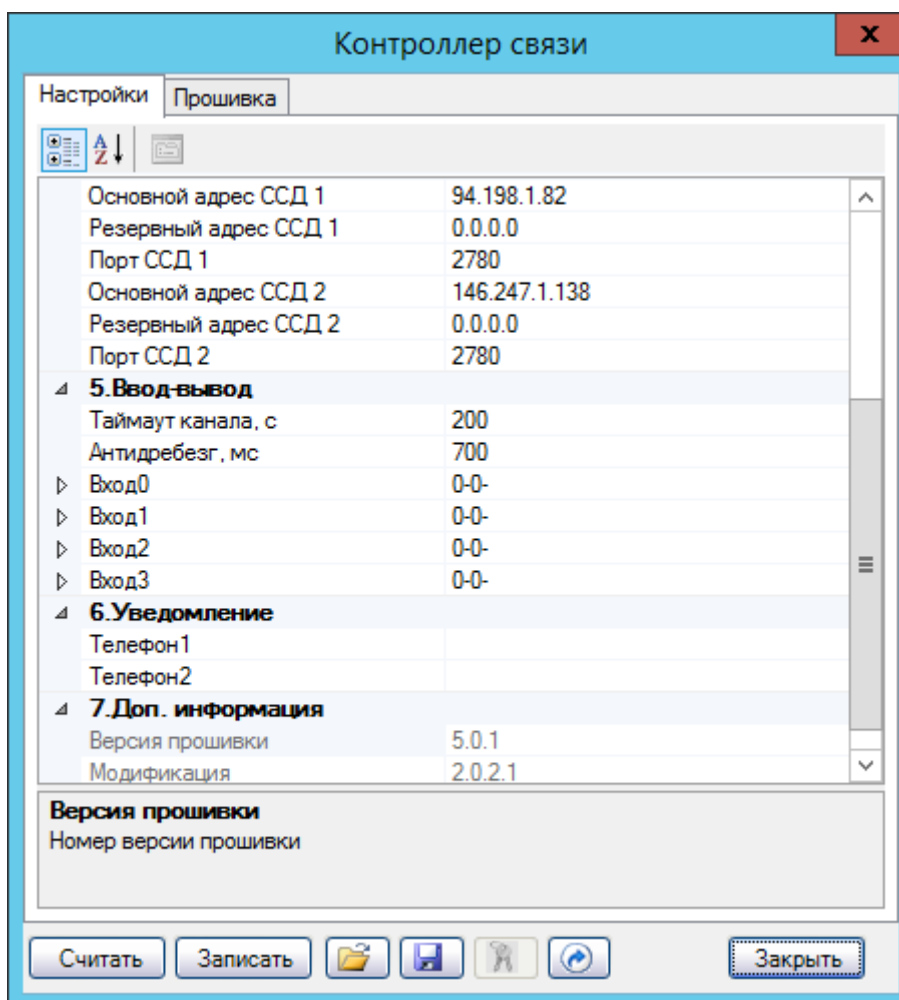 Контроллер связи
Настройки Прошивка
Основной адрес ССД 1 94.198.1.82
Резервный адрес ССД 1 0.0.0.0
Порт ССД 1 2780
Основной адрес ССД 2 146.247.1.138
Резервный адрес ССД 2 0.0.0.0
Порт ССД 2 2780
5.Ввод-вывод
Таймаут канала, с 200
Антидребезг, мс 700
Вход0 0-0-
Вход1 0-0-
Вход2 0-0-
Вход3 0-0-
6.Уведомление
Телефон1
Телефон2
7.Доп. информация
Версия прошивки 5.0.1
Модификация 2.0.2.1
Версия прошивки
Номер версии прошивки
Считать Записать Закрыть